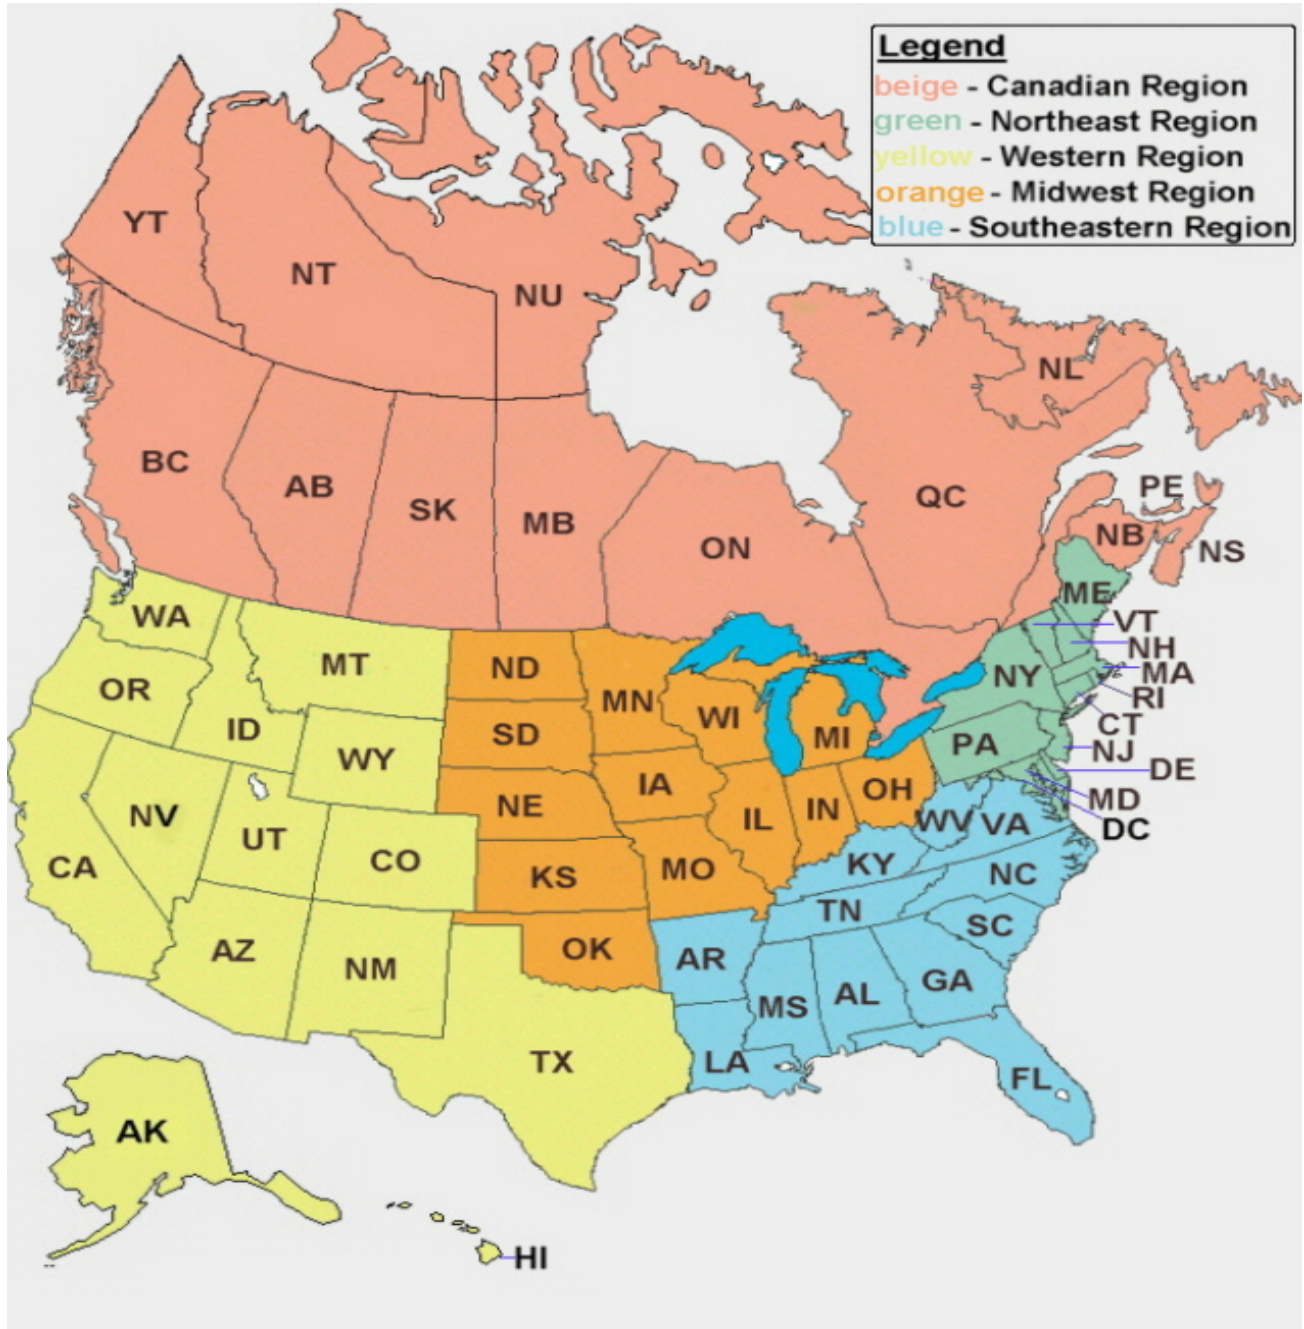 Legend
beige - Canadian Region
green - Northeast Region
yellow - Western Region
orange - Midwest Region
blue - Southeastern Region
YT
NT
NU
NL
BC
AB
SK
MB
ON
QC
PE
NB
NS
WA
MT
ND
MN
ME
VT
NH
MA
RI
CT
NJ
DE
MD
DC
OR
ID
WY
SD
WI
MI
NY
PA
NV
UT
CO
NE
IA
IL
IN
OH
WV
VA
CA
KS
MO
KY
NC
AZ
NM
OK
AR
TN
SC
TX
LA
MS
AL
GA
FL
AK
HI